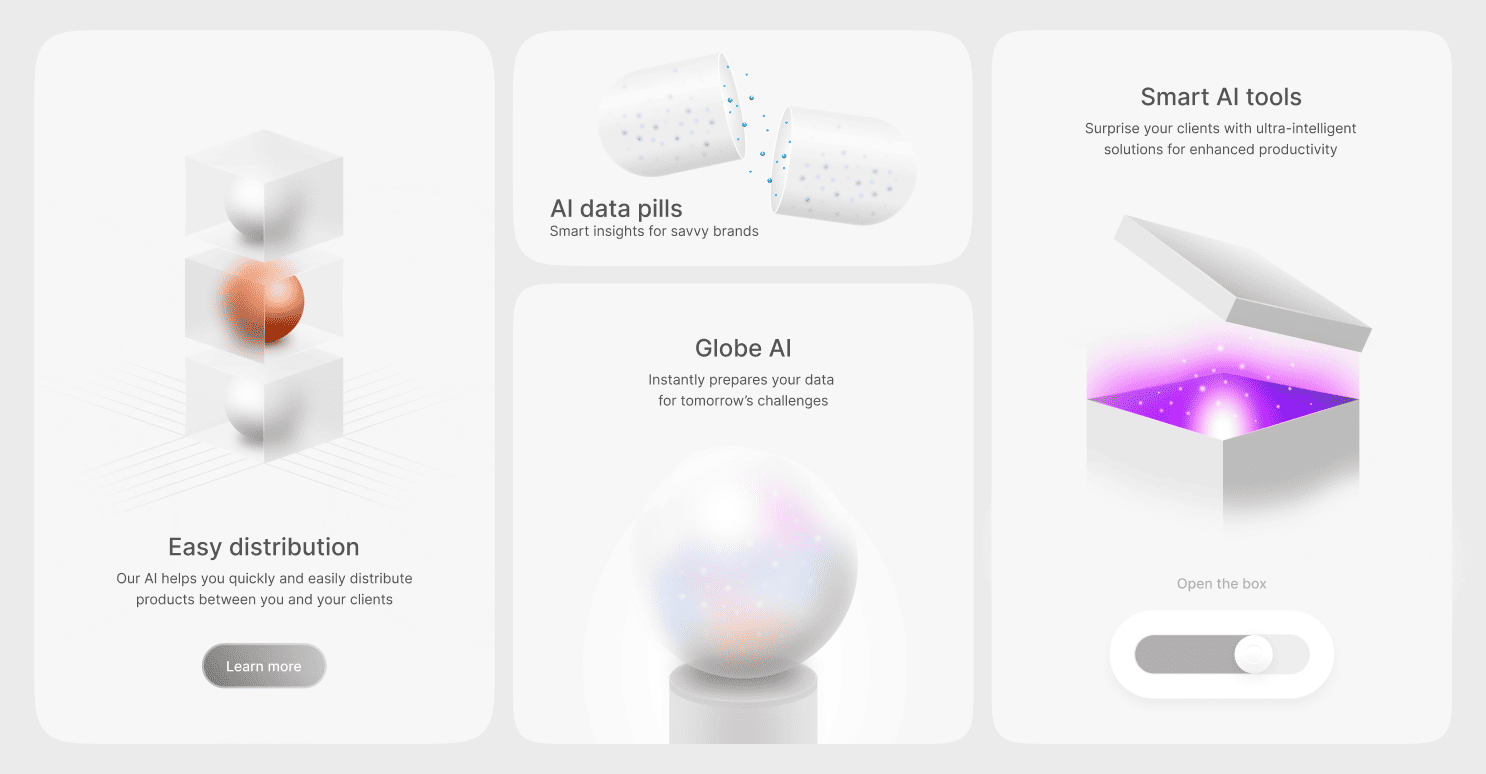 Easy distribution
Our AI helps you quickly and easily distribute
products between you and your clients
Learn more
AI data pills
Smart insights for savvy brands
Globe AI
Instantly prepares your data
for tomorrow’s challenges
Smart AI tools
Surprise your clients with ultra-intelligent
solutions for enhanced productivity
Open the box